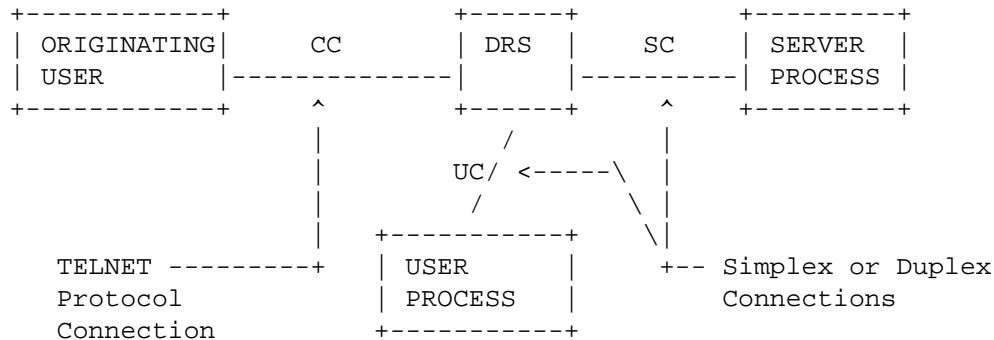 ORIGINATING CC DRS SC SERVER
USER PROCESS
UC
USER
TELNET Simplex or Duplex
Protocol PROCESS Connections
Connection